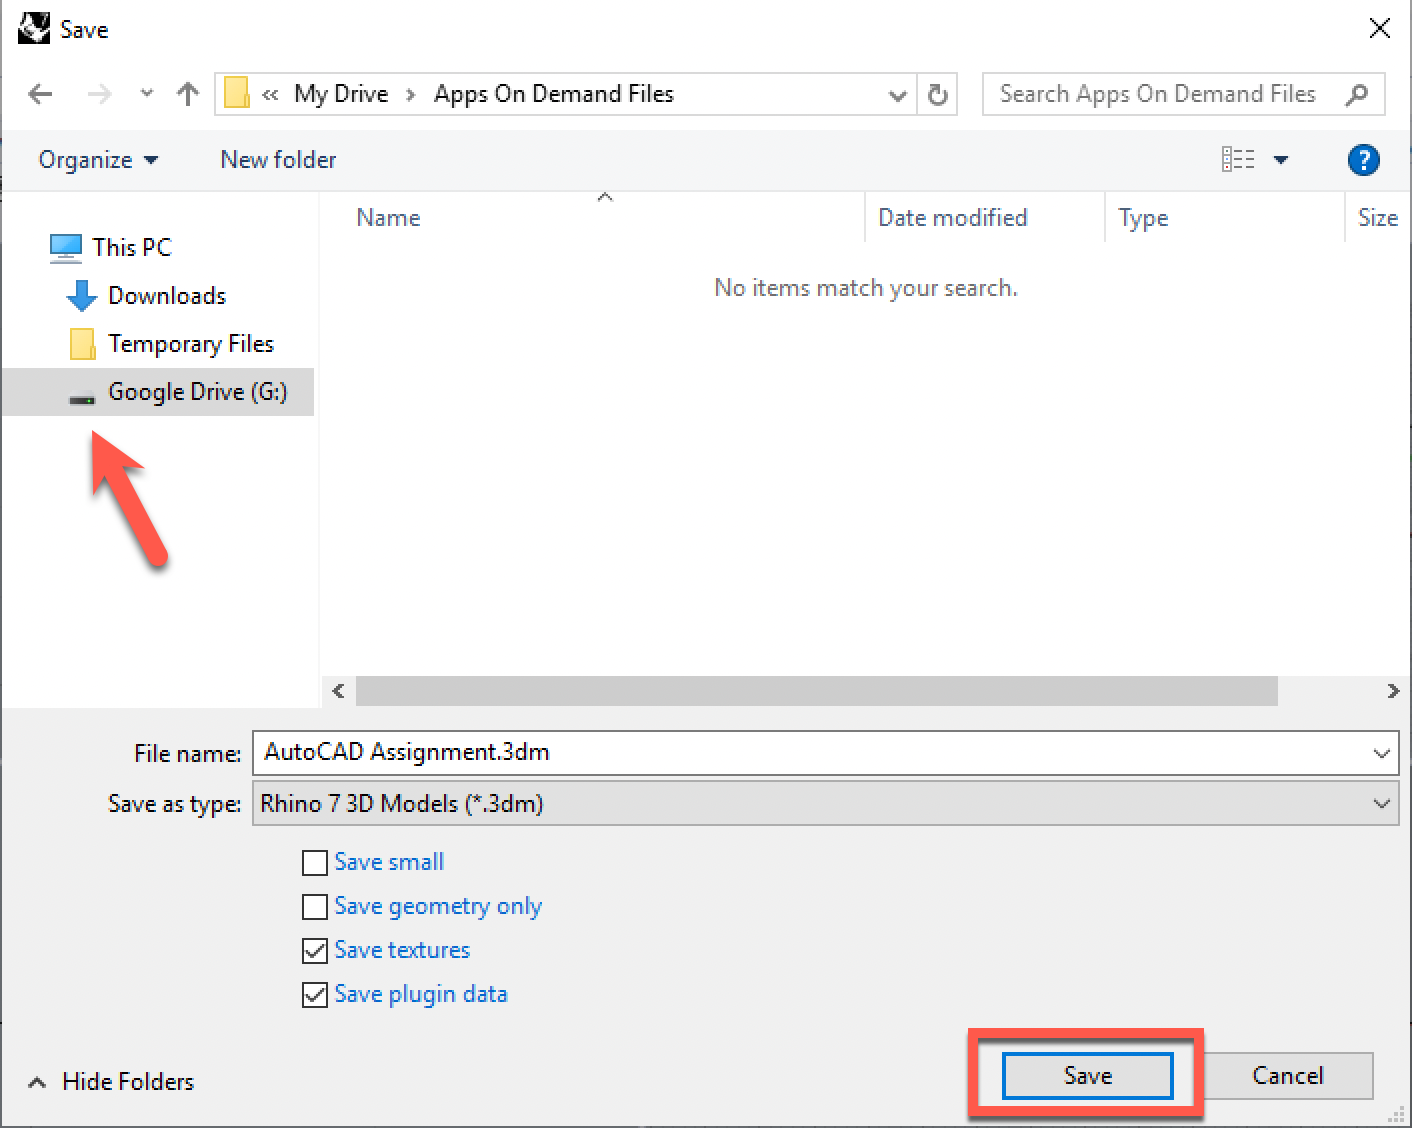 Save
« My Drive › Apps On Demand Files
Search Apps On Demand Files
Organize
New folder
?
Name
Date modified
Type
Size
This PC
Downloads
Temporary Files
Google Drive (G:)
No items match your search.
File name: AutoCAD Assignment.3dm
Save as type: Rhino 7 3D Models (*.3dm)
Save small
Save geometry only
Save textures
Save plugin data
Hide Folders
Save
Cancel